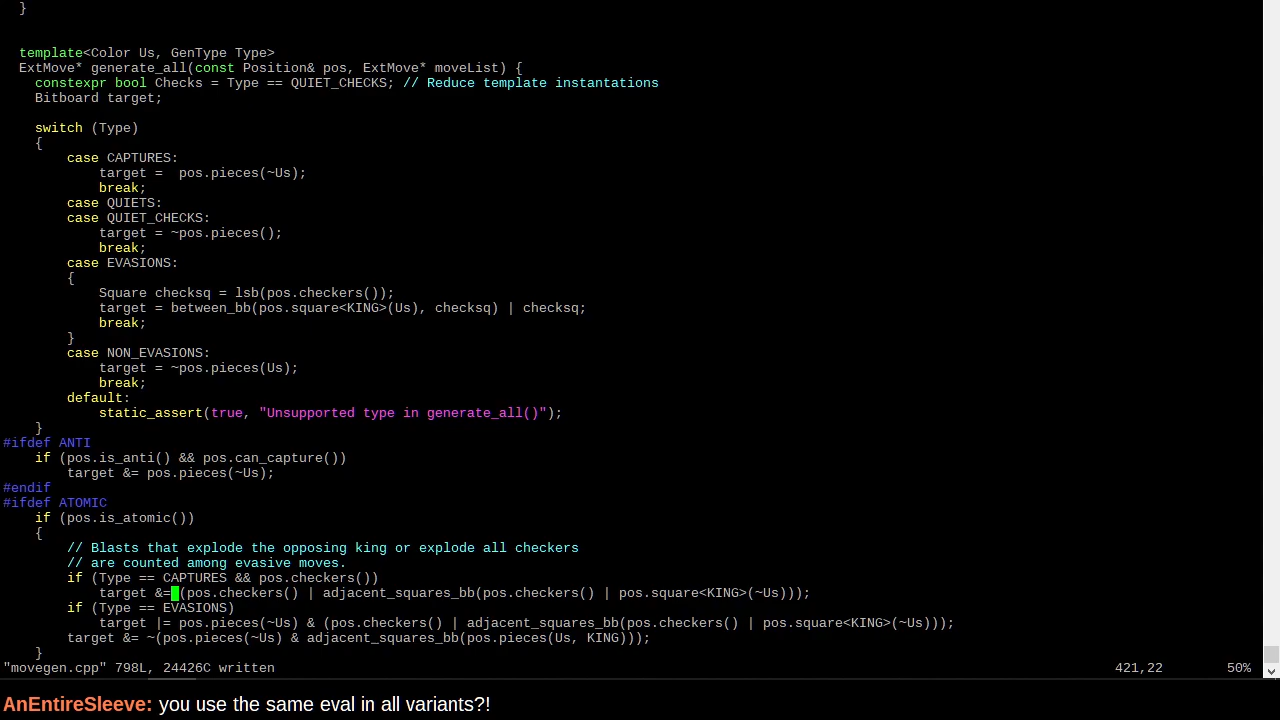 }
template<Color Us, GenType Type>
ExtMove* generate_all(const Position& pos, ExtMove* moveList) {
constexpr bool Checks = Type == QUIET_CHECKS; // Reduce template instantations
Bitboard target;
switch (Type)
{
case CAPTURES:
target =  pos.pieces(~Us);
break;
case QUIETS:
case QUIET_CHECKS:
target = ~pos.pieces();
break;
case EVASIONS:
{
Square checksq = lsb(pos.checkers());
target = between_bb(pos.square<KING>(Us), checksq) | checksq;
break;
}
case NON_EVASIONS:
target = ~pos.pieces(Us);
break;
default:
static_assert(true, "Unsupported type in generate_all()");
}
#ifdef ANTI
if (pos.is_anti() && pos.can_capture())
target &= pos.pieces(~Us);
#endif
#ifdef ATOMIC
if (pos.is_atomic())
{
// Blasts that explode the opposing king or explode all checkers
// are counted among evasive moves.
if (Type == CAPTURES && pos.checkers())
target &= (pos.checkers() | adjacent_squares_bb(pos.checkers() | pos.square<KING>(~Us)));
if (Type == EVASIONS)
target |= pos.pieces(~Us) & (pos.checkers() | adjacent_squares_bb(pos.checkers() | pos.square<KING>(~Us)));
target &= ~(pos.pieces(~Us) & adjacent_squares_bb(pos.pieces(Us, KING)));
}
"movegen.cpp" 798L, 24426C written 421,22 50%
AnEntireSleeve: you use the same eval in all variants?!